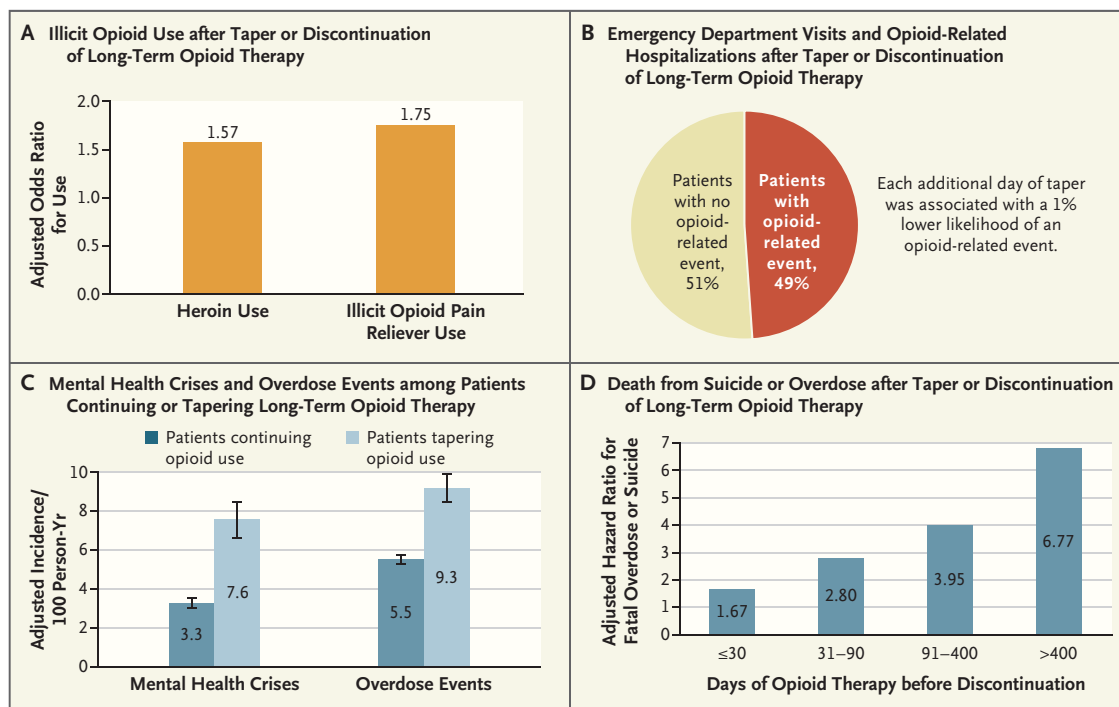 A Illicit Opioid Use after Taper or Discontinuation
of Long-Term Opioid Therapy
Adjusted Odds Ratio
for Use
2.0
1.5
1.0
0.5
0.0
1.57
1.75
Heroin Use
Illicit Opioid Pain
Reliever Use
B Emergency Department Visits and Opioid-Related
Hospitalizations after Taper or Discontinuation
of Long-Term Opioid Therapy
Patients
with no
opioid-
related
event,
51%
Patients
with
opioid-
related
event,
49%
Each additional day of taper
was associated with a 1%
lower likelihood of an
opioid-related event.
C Mental Health Crises and Overdose Events among Patients
Continuing or Tapering Long-Term Opioid Therapy
Patients continuing
opioid use
Patients tapering
opioid use
Adjusted Incidence/
100 Person-Yr
10
8
6
4
2
0
3.3
7.6
5.5
9.3
Mental Health Crises
Overdose Events
D Death from Suicide or Overdose after Taper or Discontinuation
of Long-Term Opioid Therapy
Adjusted Hazard Ratio for
Fatal Overdose or Suicide
7
6
5
4
3
2
1
0
1.67
2.80
3.95
6.77
≤30
31–90
91–400
>400
Days of Opioid Therapy before Discontinuation